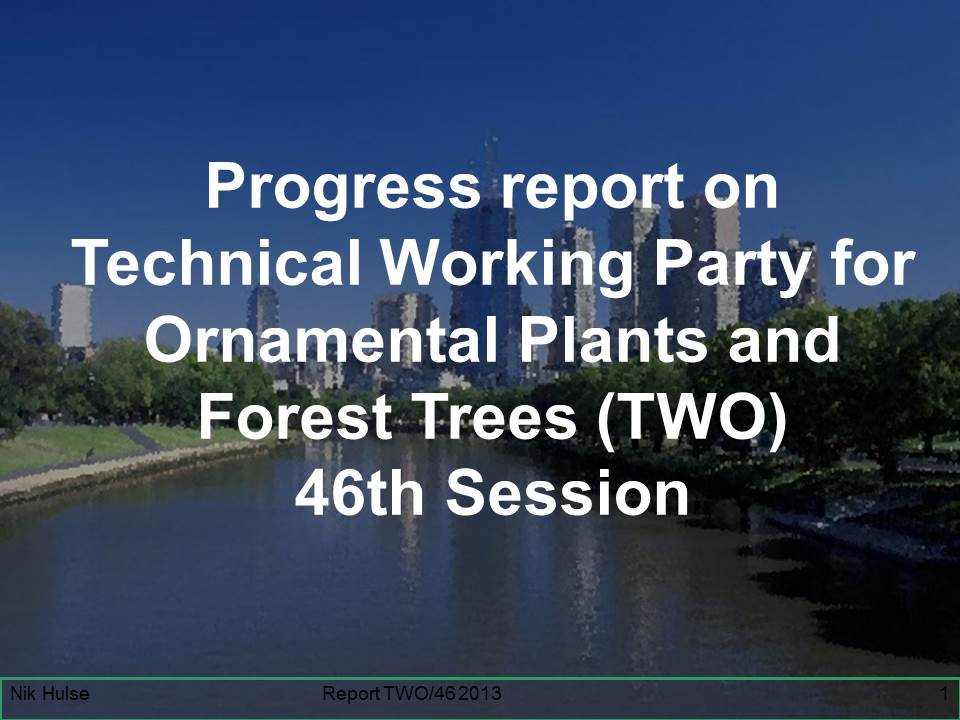 Progress report on
Technical Working Party for
Ornamental Plants and
Forest Trees (TWO)
46th Session
Nik Hulse Report TWO/46 2013 1